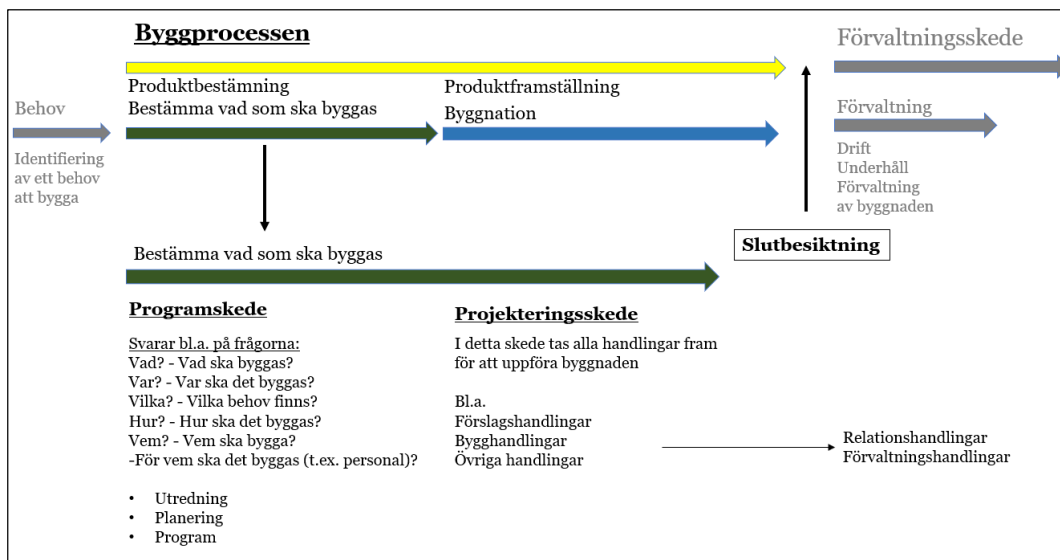 Byggprocessen
Förvaltningsskede
Produktbestämning
Bestämma vad som ska byggas
Produktframställning
Byggnation
Behov
Identifiering
av ett behov
att bygga
Förvaltning
Drift
Underhåll
Förvaltning
av byggnaden
Slutbesiktning
Bestämma vad som ska byggas
Programskede
Svarar bl.a. på frågorna:
Vad? - Vad ska byggas?
Var? - Var ska det byggas?
Vilka? - Vilka behov finns?
Hur? - Hur ska det byggas?
Vem? - Vem ska bygga?
-För vem ska det byggas (t.ex. personal)?
• Utredning
• Planering
• Program
Projekteringsskede
I detta skede tas alla handlingar fram
för att uppföra byggnaden
Bl.a.
Förslagshandlingar
Bygghandlingar
Övriga handlingar
Relationshandlingar
Förvaltningshandlingar